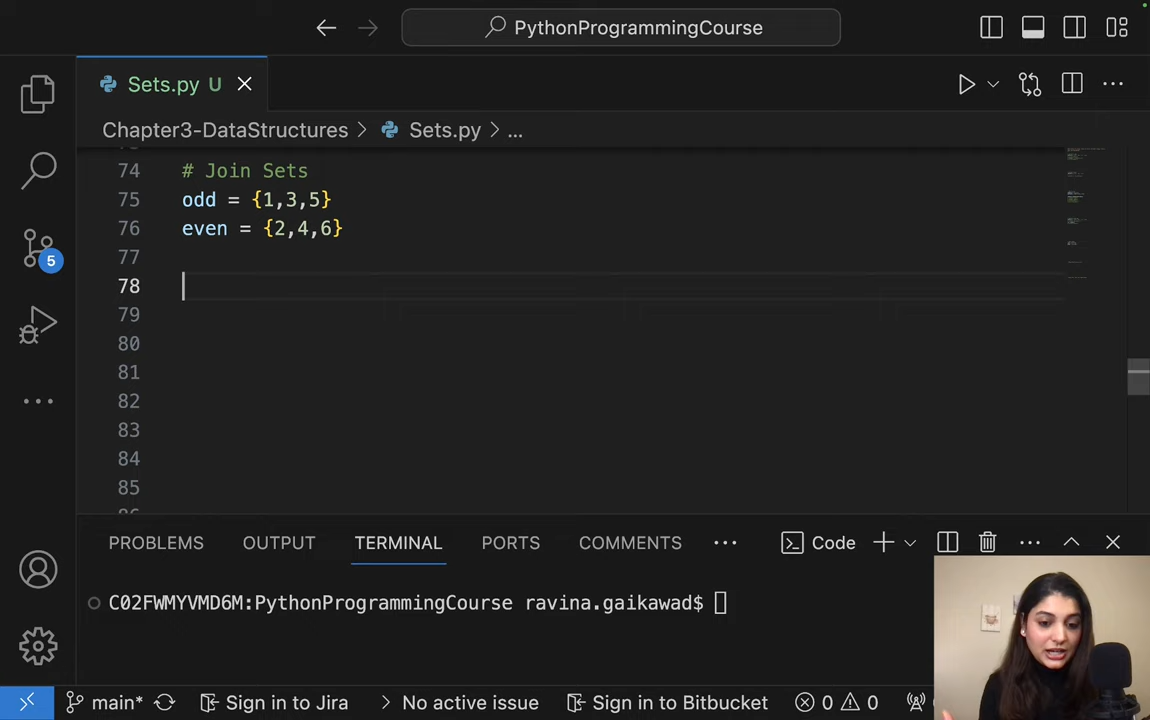 PythonProgrammingCourse
Sets.py U
Chapter3-DataStructures > Sets.py > ...
74 # Join Sets
75 odd = {1,3,5}
76 even = {2,4,6}
77
78
79
80
81
82
83
84
85
5
PROBLEMS OUTPUT TERMINAL PORTS COMMENTS ... Code
C02FWMYVMD6M:PythonProgrammingCourse ravina.gaikawad$
main* Sign in to Jira > No active issue Sign in to Bitbucket 0 0